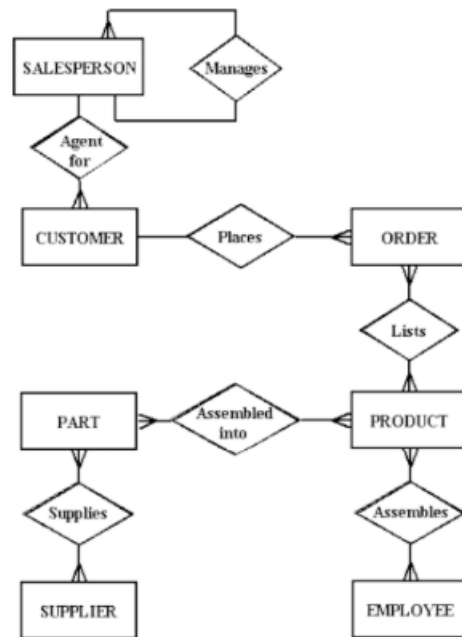 SALESPERSON
Manages
Agent
for
CUSTOMER
Places
ORDER
Lists
PART
Assembled
into
PRODUCT
Supplies
Assembles
SUPPLIER
EMPLOYEE